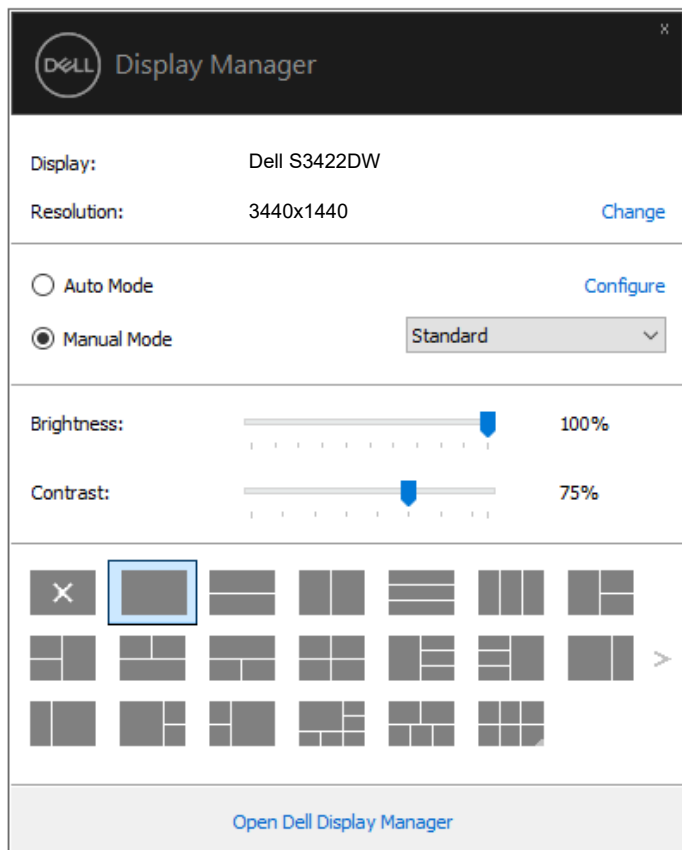 x
DELL Display Manager
Display: Dell S3422DW
Resolution: 3440x1440 Change
Auto Mode Configure
Manual Mode Standard
Brightness: 100%
Contrast: 75%
Open Dell Display Manager